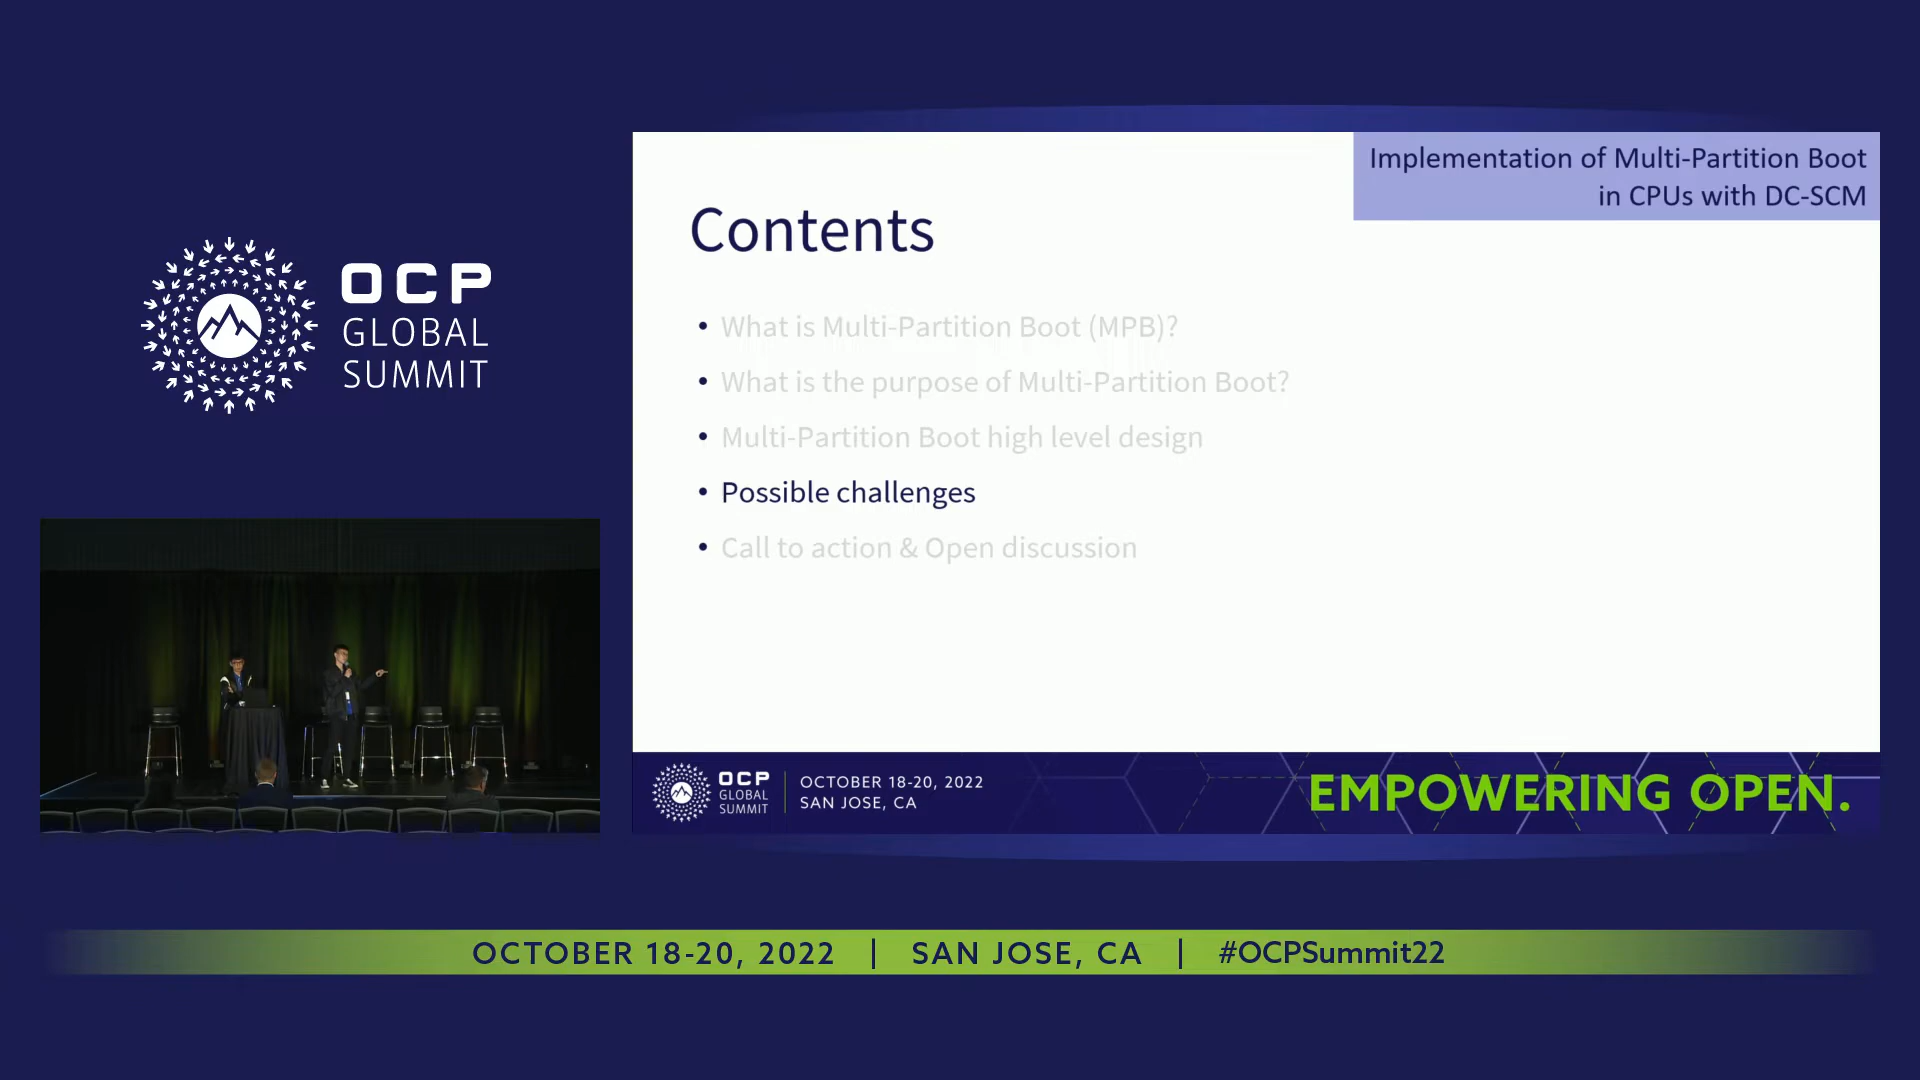 OCP
GLOBAL
SUMMIT
Implementation of Multi-Partition Boot
in CPUs with DC-SCM
Contents
• What is Multi-Partition Boot (MPB)?
• What is the purpose of Multi-Partition Boot?
• Multi-Partition Boot high level design
• Possible challenges
• Call to action & Open discussion
OCP
GLOBAL
SUMMIT
OCTOBER 18-20, 2022
SAN JOSE, CA
EMPOWERING OPEN.
OCTOBER 18-20, 2022 | SAN JOSE, CA | #OCPSummit22